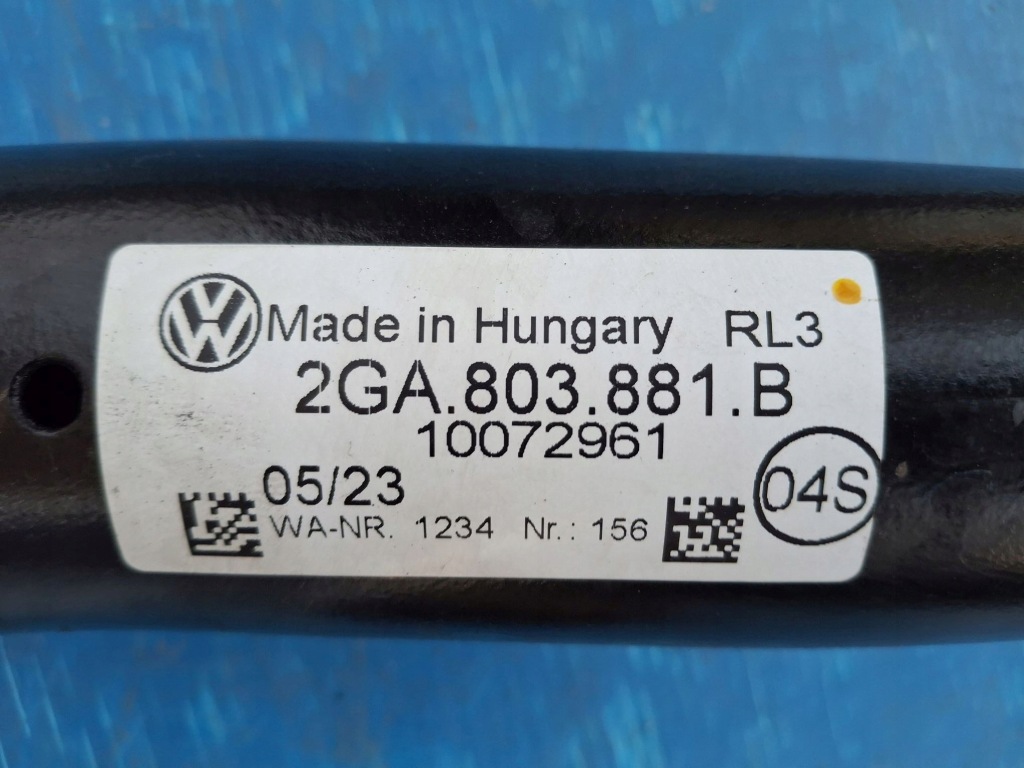 Made in Hungary RL3
2GA.803.881.B
10072961
04S
05/23
WA-NR. 1234 Nr.: 156